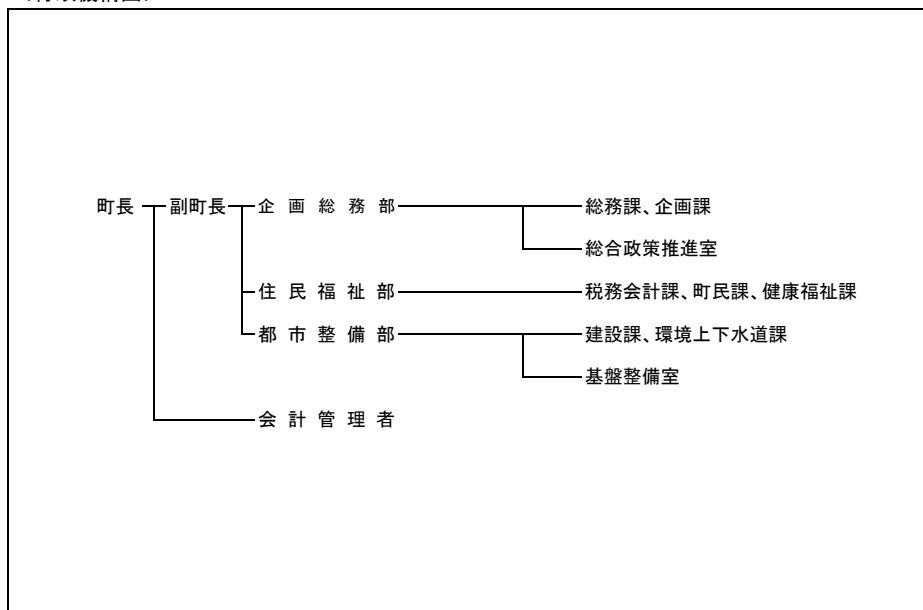 町長 副町長 企画総務部 総務課、企画課
総合政策推進室
住民福祉部 税務会計課、町民課、健康福祉課
都市整備部 建設課、環境上下水道課
基盤整備室
会計管理者